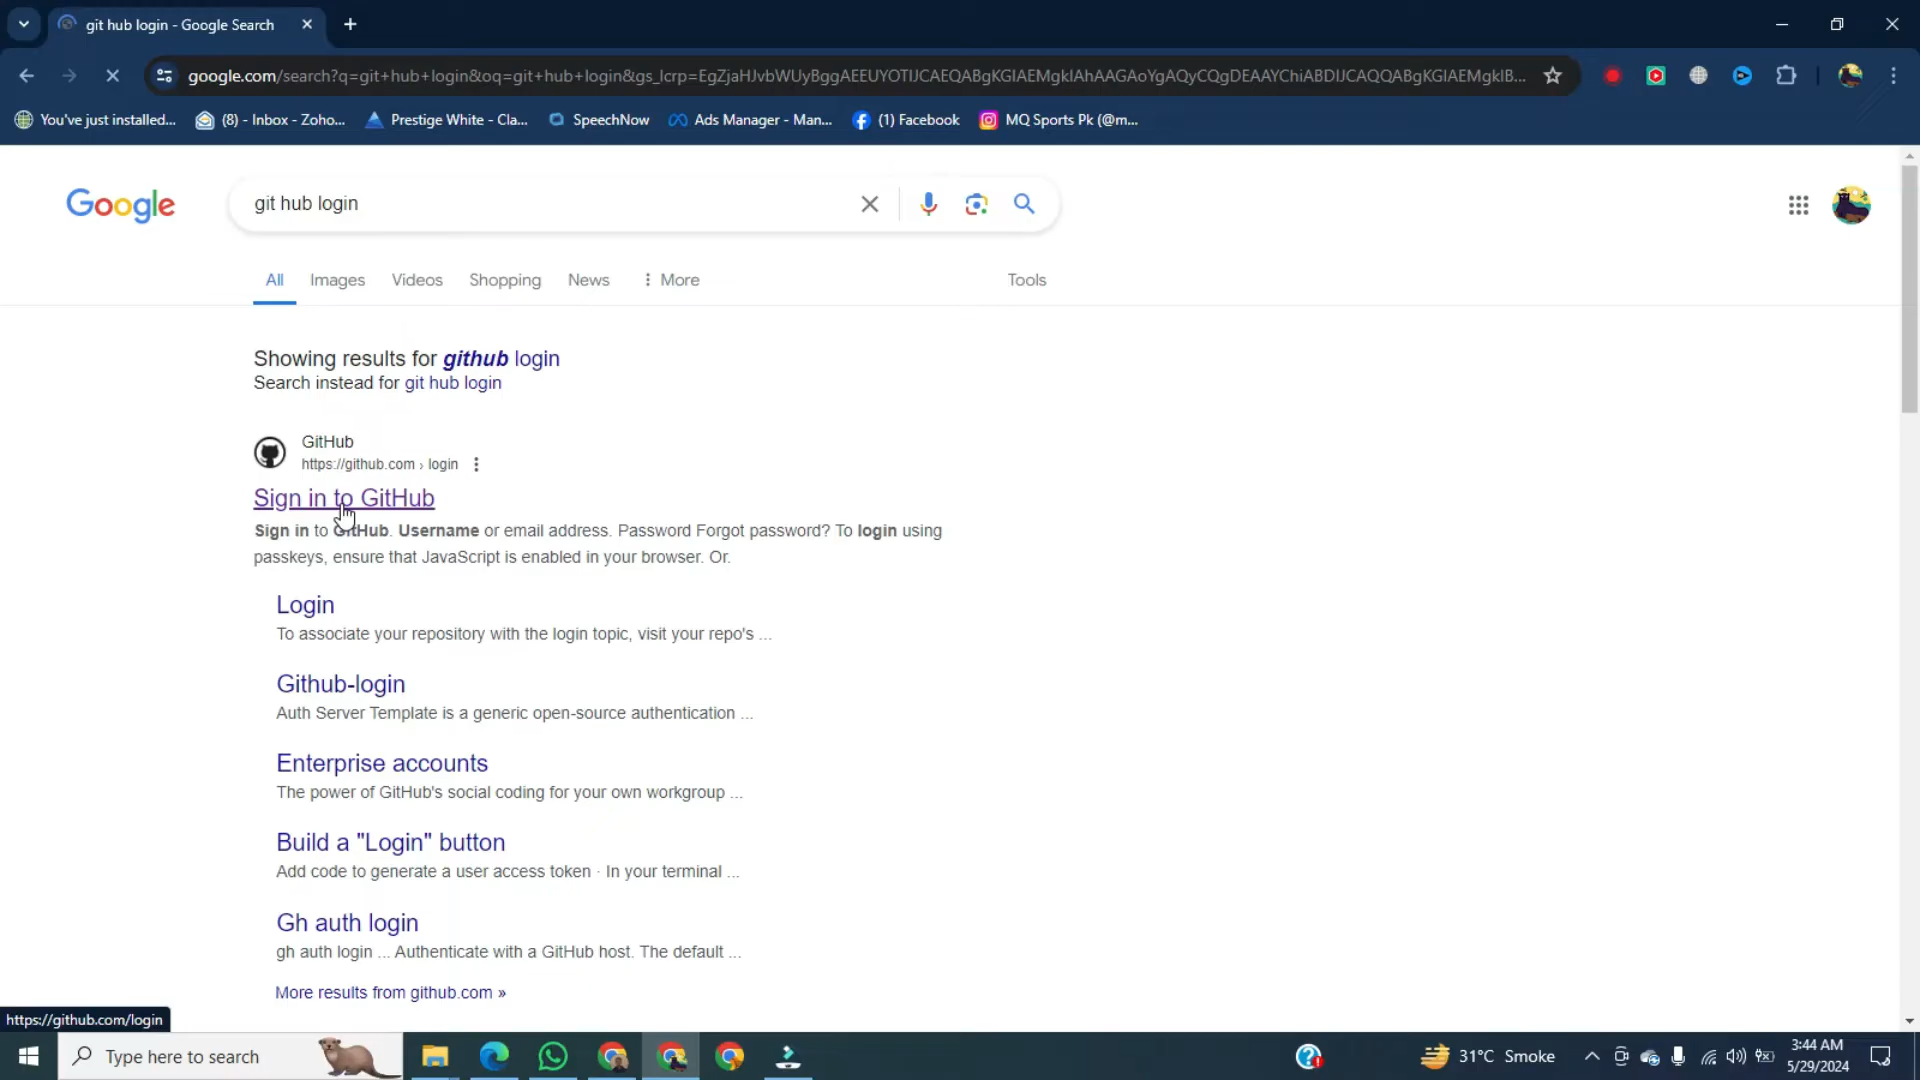 git hub login - Google Search
google.com/search?q=git+hub+login&oq=git+hub+login&gs_lcrp=
You've just installed...
(8) - Inbox - Zoho...
Prestige White - Cla...
SpeechNow
Ads Manager - Man...
(1) Facebook
MQ Sports Pk (@m...
Google
git hub login
All
Images
Videos
Shopping
News
More
Tools
Showing results for github login
Search instead for git hub login
GitHub
https://github.com › login
Sign in to GitHub
Sign in to GitHub. Username or email address. Password Forgot password? To login using
passkeys, ensure that JavaScript is enabled in your browser. Or.
Login
To associate your repository with the login topic, visit your repo's ...
Github-login
Auth Server Template is a generic open-source authentication ...
Enterprise accounts
The power of GitHub's social coding for your own workgroup ...
Build a "Login" button
Add code to generate a user access token · In your terminal ...
Gh auth login
gh auth login ... Authenticate with a GitHub host. The default ...
More results from github.com »
https://github.com/login
Type here to search
31°C Smoke
3:44 AM
5/29/2024